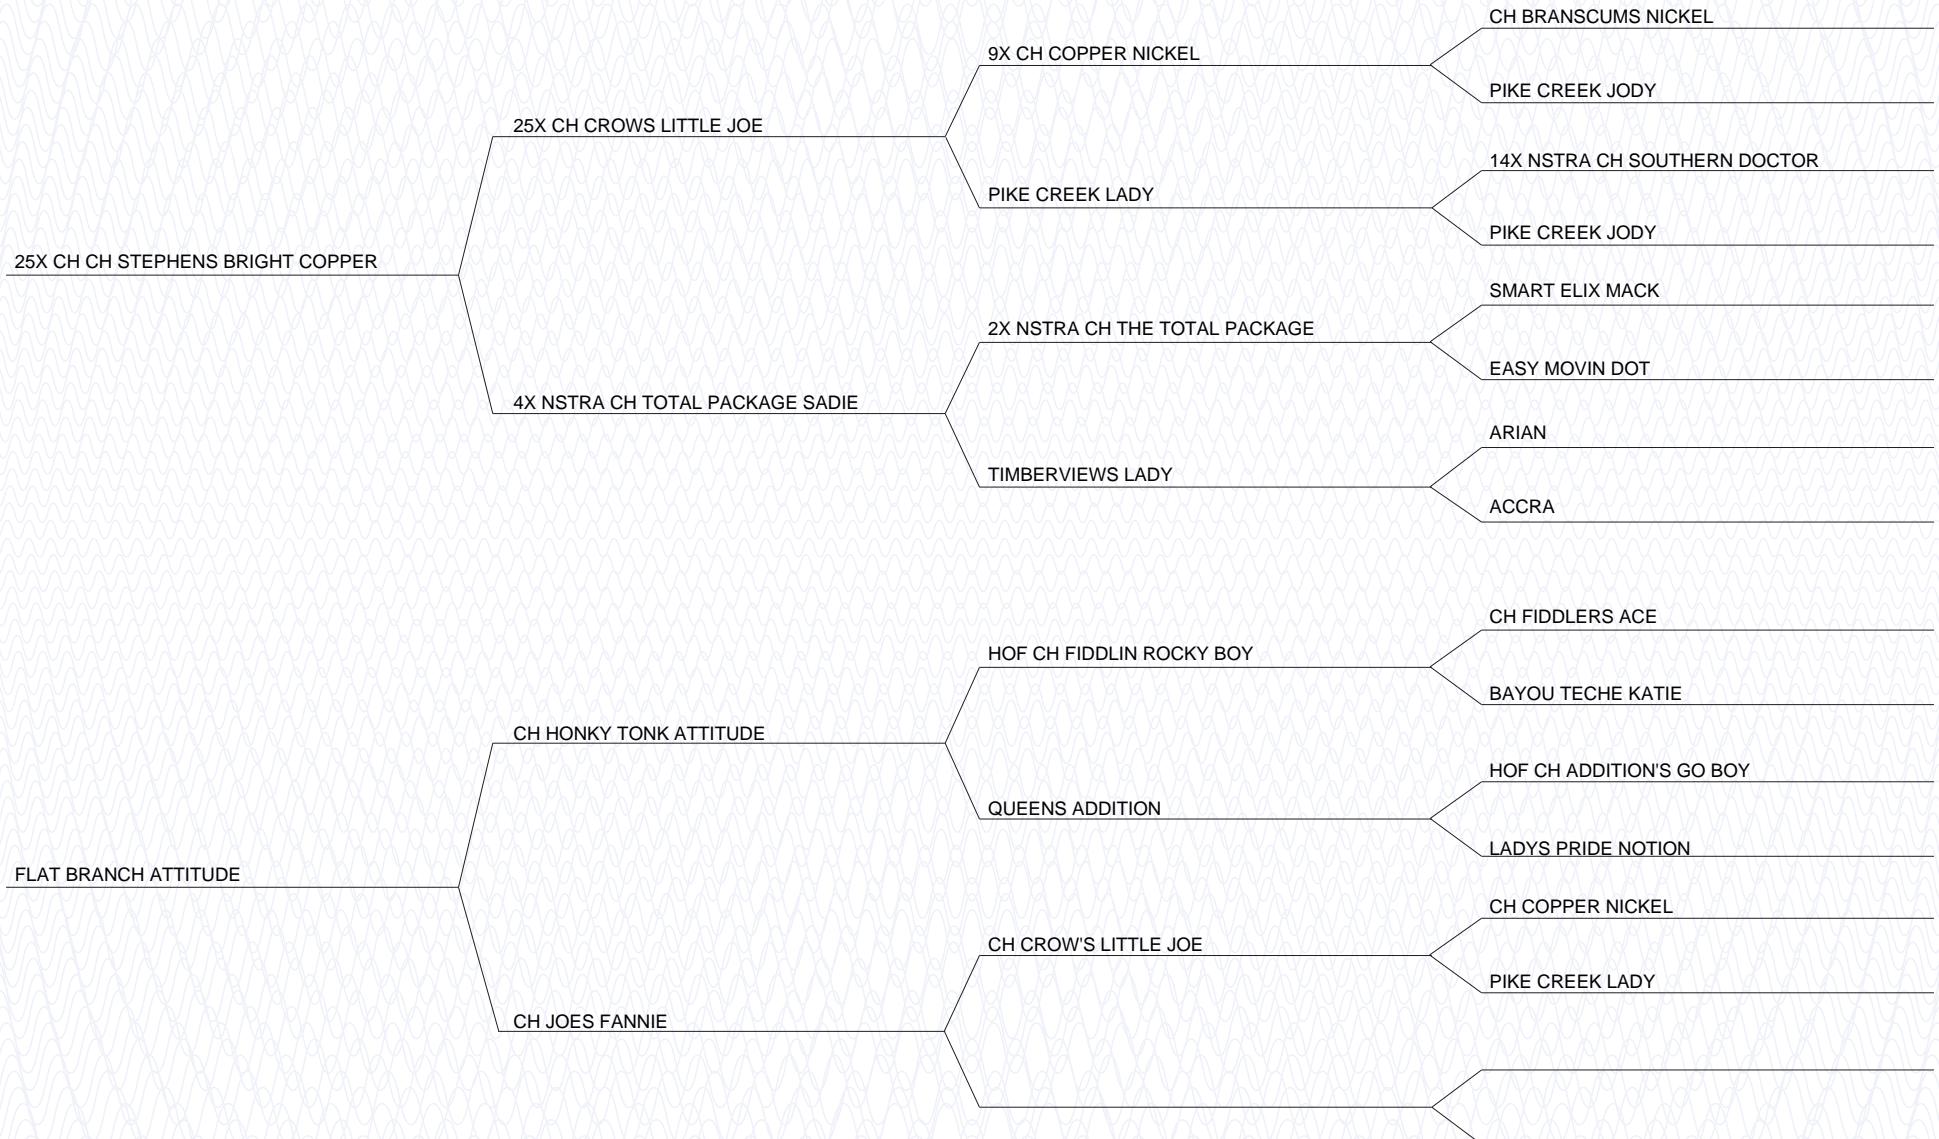 CH BRANSCUMS NICKEL
9X CH COPPER NICKEL
PIKE CREEK JODY
25X CH CROWS LITTLE JOE
14X NSTRA CH SOUTHERN DOCTOR
PIKE CREEK LADY
PIKE CREEK JODY
25X CH CH STEPHENS BRIGHT COPPER
SMART ELIX MACK
2X NSTRA CH THE TOTAL PACKAGE
EASY MOVIN DOT
4X NSTRA CH TOTAL PACKAGE SADIE
ARIAN
TIMBERVIEWS LADY
ACCRA
CH FIDDLERS ACE
HOF CH FIDDLIN ROCKY BOY
BAYOU TECHE KATIE
CH HONKY TONK ATTITUDE
HOF CH ADDITION'S GO BOY
QUEENS ADDITION
LADYS PRIDE NOTION
FLAT BRANCH ATTITUDE
CH COPPER NICKEL
CH CROW'S LITTLE JOE
PIKE CREEK LADY
CH JOES FANNIE